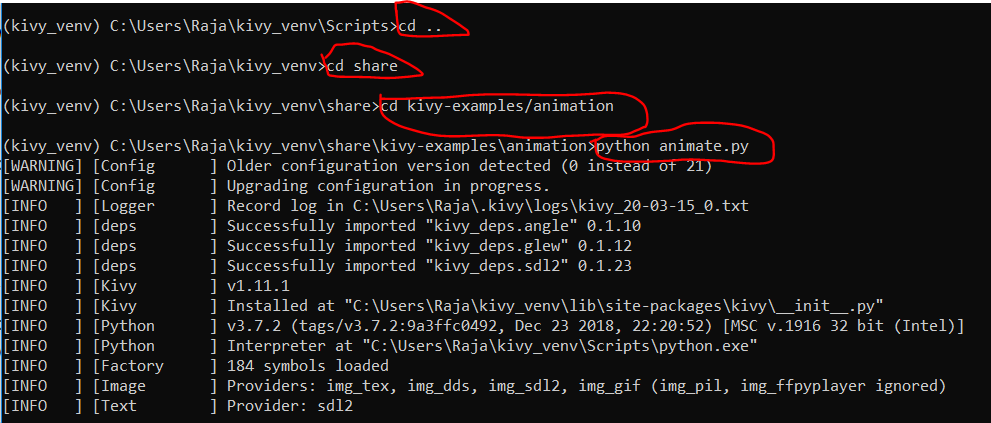 (kivy_venv) C:\Users\Raja\kivy_venv\Scripts>cd ..
(kivy_venv) C:\Users\Raja\kivy_venv>cd share
(kivy_venv) C:\Users\Raja\kivy_venv\share>cd kivy-examples/animation
(kivy_venv) C:\Users\Raja\kivy_venv\share\kivy-examples\animation>python animate.py
[WARNING] [Config      ] Older configuration version detected (0 instead of 21)
[WARNING] [Config      ] Upgrading configuration in progress.
[INFO   ] [Logger      ] Record log in C:\Users\Raja\.kivy\logs\kivy_20-03-15_0.txt
[INFO   ] [deps        ] Successfully imported "kivy_deps.angle" 0.1.10
[INFO   ] [deps        ] Successfully imported "kivy_deps.glew" 0.1.12
[INFO   ] [deps        ] Successfully imported "kivy_deps.sdl2" 0.1.23
[INFO   ] [Kivy        ] v1.11.1
[INFO   ] [Kivy        ] Installed at "C:\Users\Raja\kivy_venv\lib\site-packages\kivy\__init__.py"
[INFO   ] [Python      ] v3.7.2 (tags/v3.7.2:9a3ffc0492, Dec 23 2018, 22:20:52) [MSC v.1916 32 bit (Intel)]
[INFO   ] [Python      ] Interpreter at "C:\Users\Raja\kivy_venv\Scripts\python.exe"
[INFO   ] [Factory     ] 184 symbols loaded
[INFO   ] [Image       ] Providers: img_tex, img_dds, img_sdl2, img_gif (img_pil, img_ffpyplayer ignored)
[INFO   ] [Text        ] Provider: sdl2